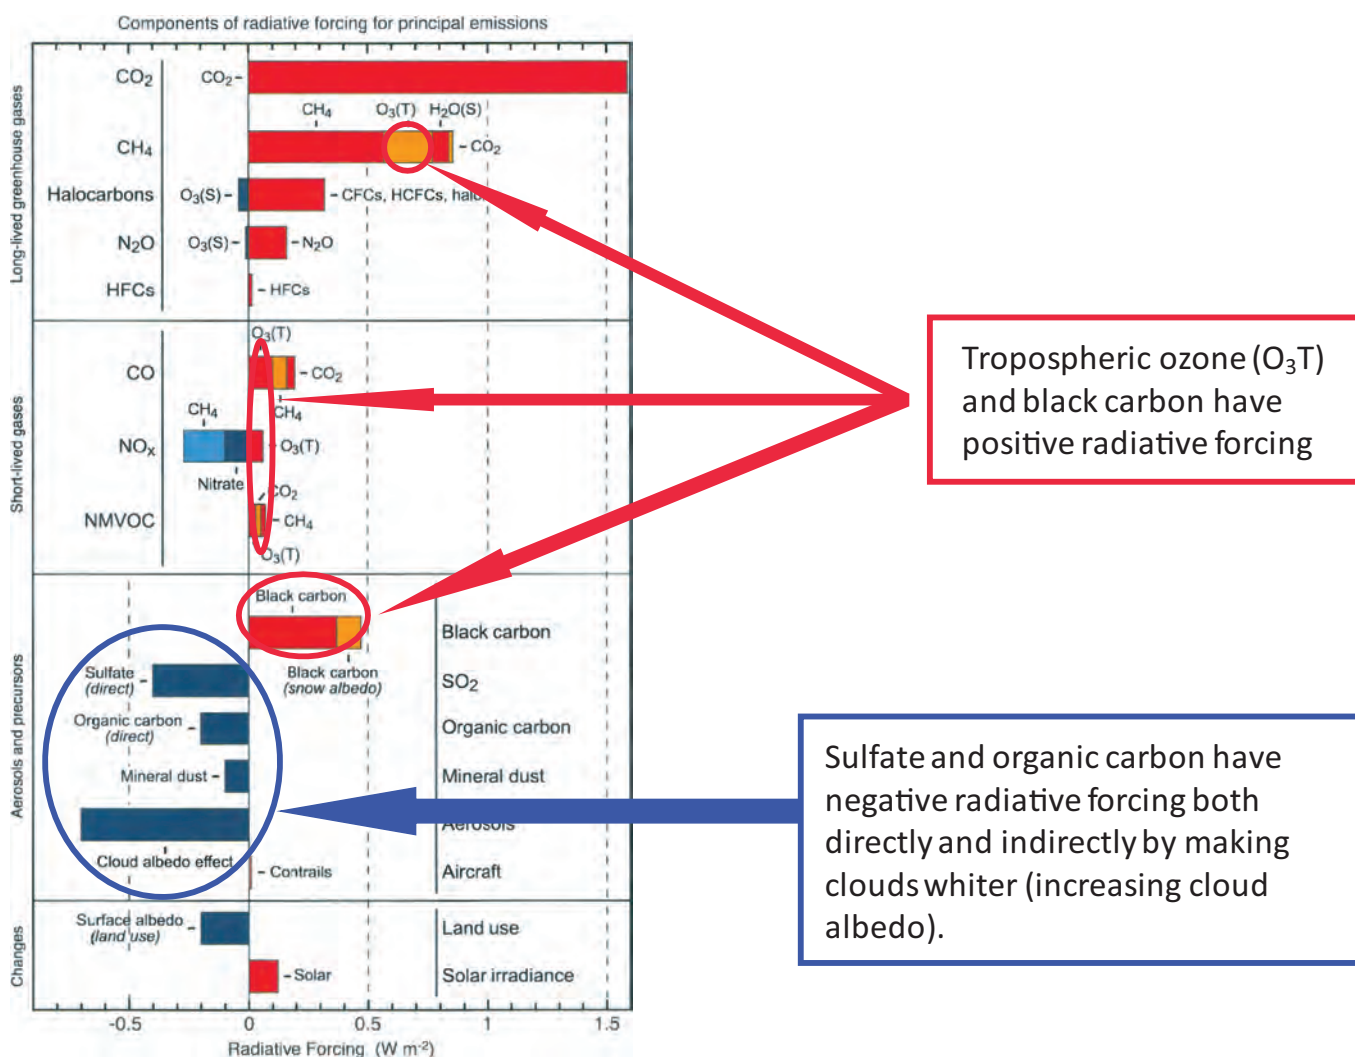 Components of radiative forcing for principal emissions
Long-lived greenhouse gases
CO₂
CO₂
CH₄
O₃(T)
H₂O(S)
CH₄
CO₂
Halocarbons
O₃(S)
CFCs, HCFCs, halo
N₂O
O₃(S)
N₂O
HFCs
HFCs
Short-lived gases
O₃(T)
CO
CO₂
CH₄
CH₄
NOₓ
O₃(T)
Nitrate
CO₂
NMVOC
CH₄
O₃(T)
Aerosols and precursors
Black carbon
Black carbon
Black carbon
(snow albedo)
Sulfate
(direct)
SO₂
Organic carbon
(direct)
Organic carbon
Mineral dust
Mineral dust
Aerosols
Cloud albedo effect
Contrails
Aircraft
Changes
Surface albedo
(land use)
Land use
Solar
Solar irradiance
-0.5 0 0.5 1 1.5
Radiative Forcing (W m⁻²)
Tropospheric ozone (O₃T)
and black carbon have
positive radiative forcing
Sulfate and organic carbon have
negative radiative forcing both
directly and indirectly by making
clouds whiter (increasing cloud
albedo).